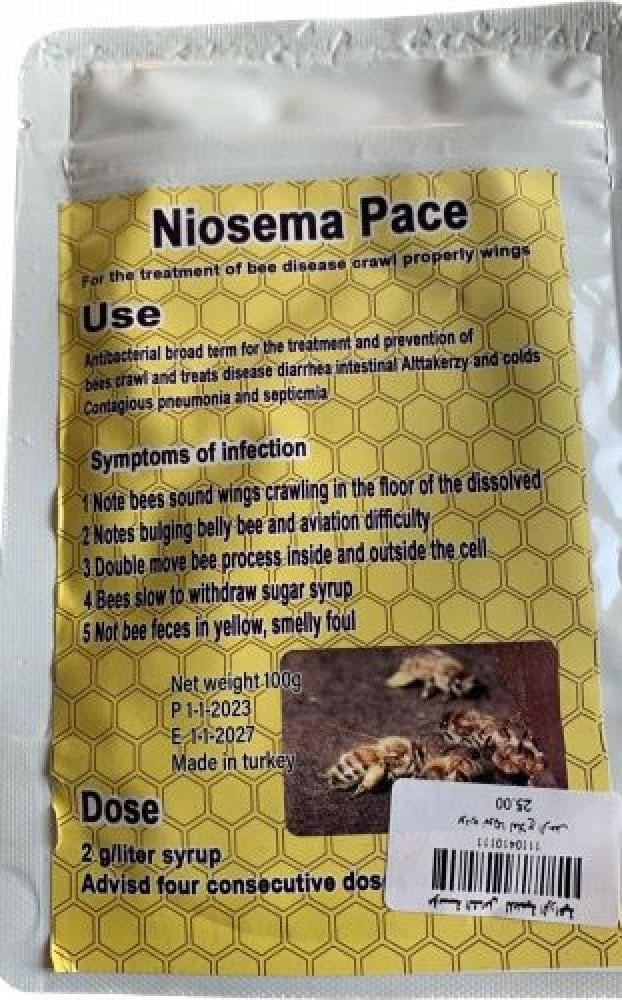 Niosema Pace
For the treatment of bee disease crawl properly wings
Use
Antibacterial broad term for the treatment and prevention of
bees crawl and treats disease diarrhea intestinal Alttakerzy and colds
Contagious pneumonia and septicmia
Symptoms of infection
1 Note bees sound wings crawling in the floor of the dissolved
2 Notes bulging belly bee and aviation difficulty
3 Double move bee process inside and outside the cell
4 Bees slow to withdraw sugar syrup
5 Not bee feces in yellow, smelly foul
Net weight 100g
P 1-1-2023
E 1-1-2027
Made in turkey
Dose
2 g/liter syrup
Advisd four consecutive dos
25.00
1110410111